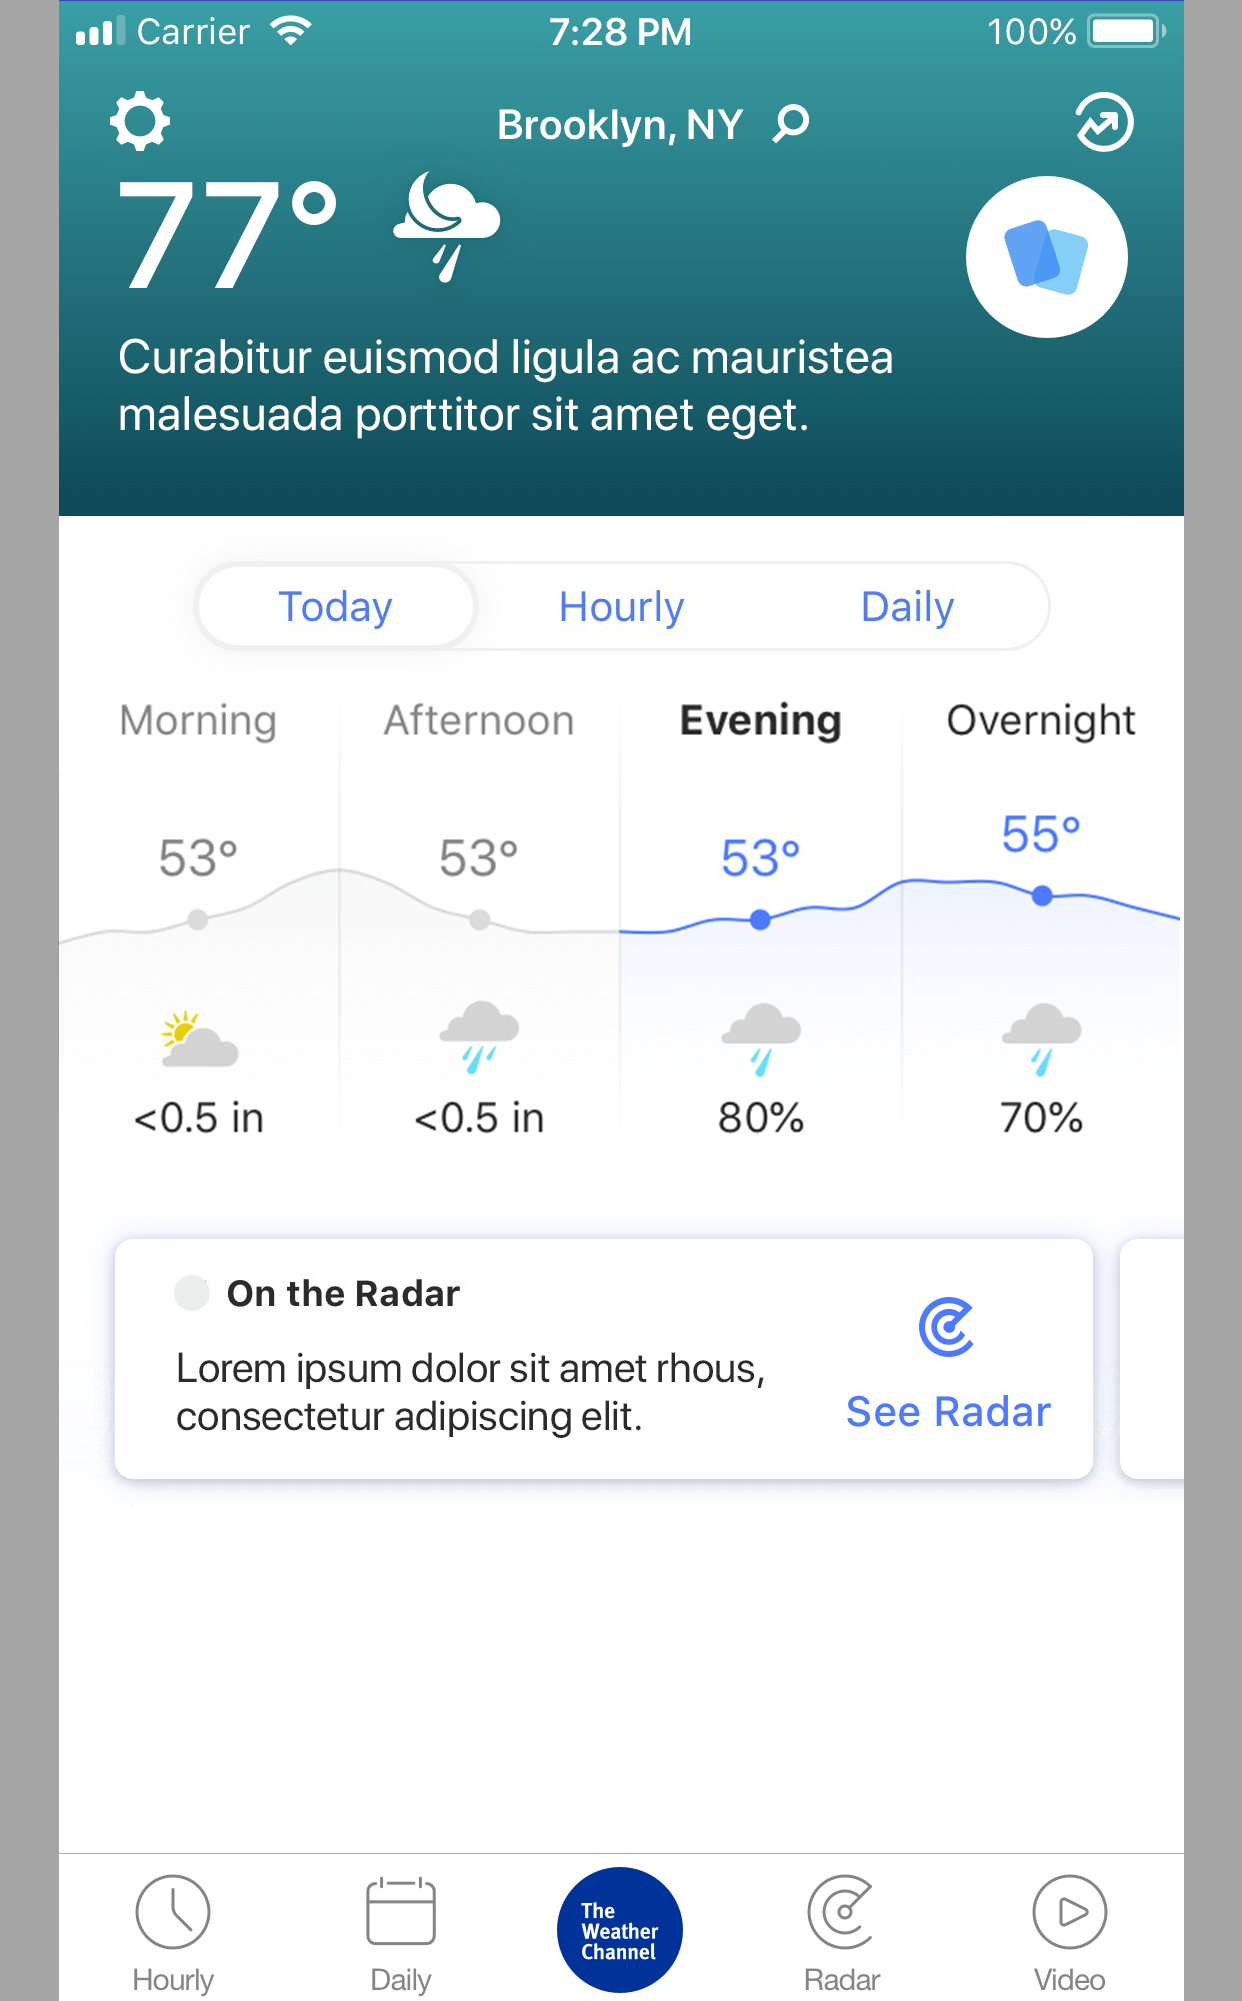 Carrier 7:28 PM 100%
Brooklyn, NY
77°
Curabitur euismod ligula ac mauristea
malesuada porttitor sit amet eget.
Today Hourly Daily
Morning Afternoon Evening Overnight
53° 53° 53° 55°
<0.5 in <0.5 in 80% 70%
On the Radar
Lorem ipsum dolor sit amet rhous,
consectetur adipiscing elit.
See Radar
The
Weather
Channel
Hourly Daily Radar Video